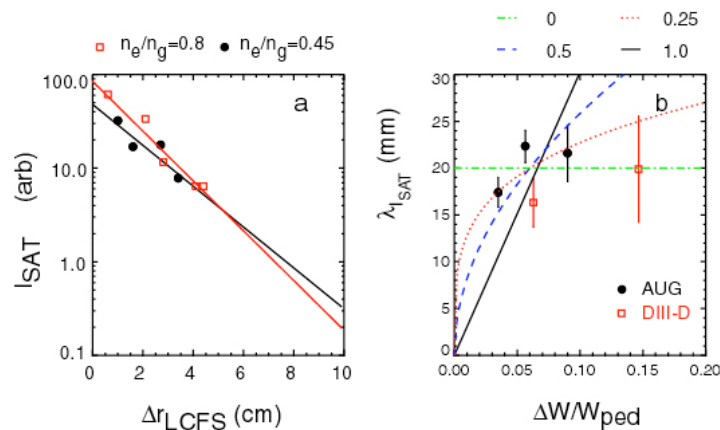 n_e/n_g=0.8 n_e/n_g=0.45
0 0.25
0.5 1.0
a
100.0
10.0
1.0
0.1
I_SAT (arb)
0 2 4 6 8 10
Δr_LCFS (cm)
b
30
25
20
15
10
5
0
λ_I_SAT (mm)
AUG
DIII-D
0.00 0.05 0.10 0.15 0.20
ΔW/W_ped